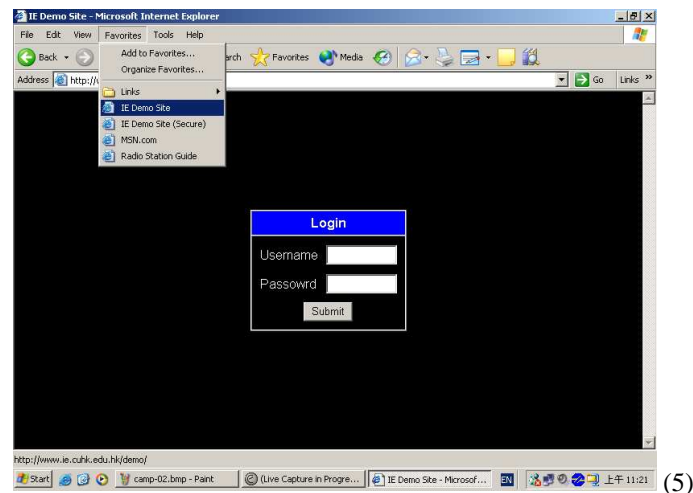 IE Demo Site - Microsoft Internet Explorer
File Edit View Favorites Tools Help
Back Favorites Media
Add to Favorites...
Organize Favorites...
Address http:// Go Links »
Links
IE Demo Site
IE Demo Site (Secure)
MSN.com
Radio Station Guide
Login
Username
Passowrd
Submit
http://www.ie.cuhk.edu.hk/demo/
Start camp-02.bmp - Paint (Live Capture in Progre... IE Demo Site - Microsof... EN 上午 11:21
(5)